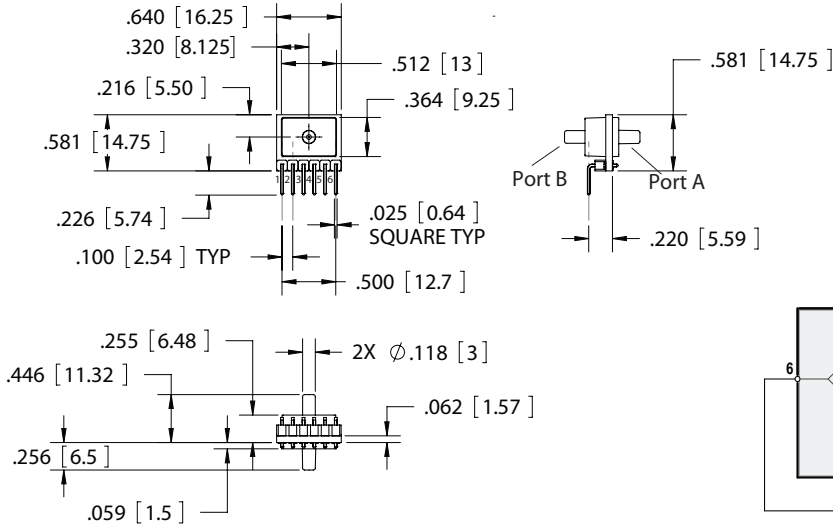 .640 [16.25]
.320 [8.125]
.512 [13]
.581 [14.75]
.216 [5.50]
.364 [9.25]
.581 [14.75]
1 2 3 4 5 6
Port B
Port A
.226 [5.74]
.025 [0.64]
SQUARE TYP
.220 [5.59]
.100 [2.54] TYP
.500 [12.7]
.255 [6.48]
2X Ø.118 [3]
6
.446 [11.32]
.062 [1.57]
.256 [6.5]
.059 [1.5]